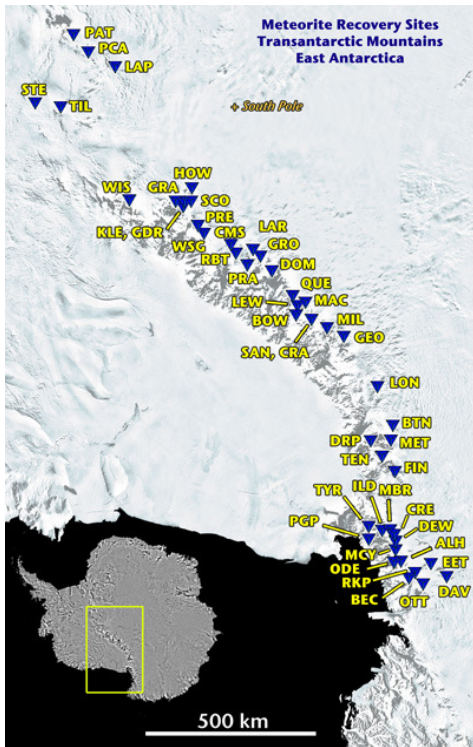 Meteorite Recovery Sites
Transantarctic Mountains
East Antarctica
PAT
PCA
LAP
STE
TIL
+ South Pole
HOW
WIS
GRA
SCO
KLE, GDR
PRE
CMS
LAR
WSG
GRO
RBT
PRA
DOM
QUE
LEW
MAC
BOW
MIL
SAN, CRA
GEO
LON
BTN
DRP
MET
TEN
FIN
ILD
TYR
MBR
PGP
CRE
DEW
MCY
ALH
ODE
EET
RKP
DAV
BEC
OTT
500 km